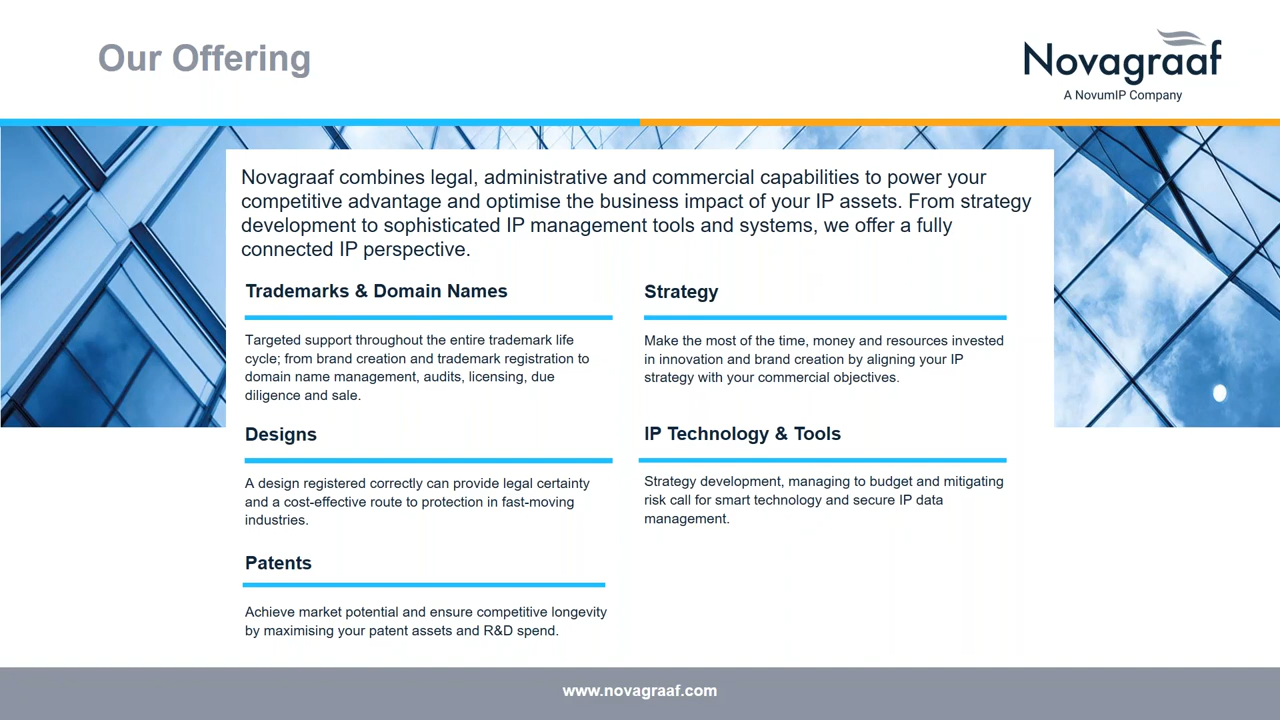 Our Offering
Novagraaf
A NovumIP Company
Novagraaf combines legal, administrative and commercial capabilities to power your
competitive advantage and optimise the business impact of your IP assets. From strategy
development to sophisticated IP management tools and systems, we offer a fully
connected IP perspective.
Trademarks & Domain Names
Targeted support throughout the entire trademark life
cycle; from brand creation and trademark registration to
domain name management, audits, licensing, due
diligence and sale.
Designs
A design registered correctly can provide legal certainty
and a cost-effective route to protection in fast-moving
industries.
Patents
Achieve market potential and ensure competitive longevity
by maximising your patent assets and R&D spend.
Strategy
Make the most of the time, money and resources invested
in innovation and brand creation by aligning your IP
strategy with your commercial objectives.
IP Technology & Tools
Strategy development, managing to budget and mitigating
risk call for smart technology and secure IP data
management.
www.novagraaf.com